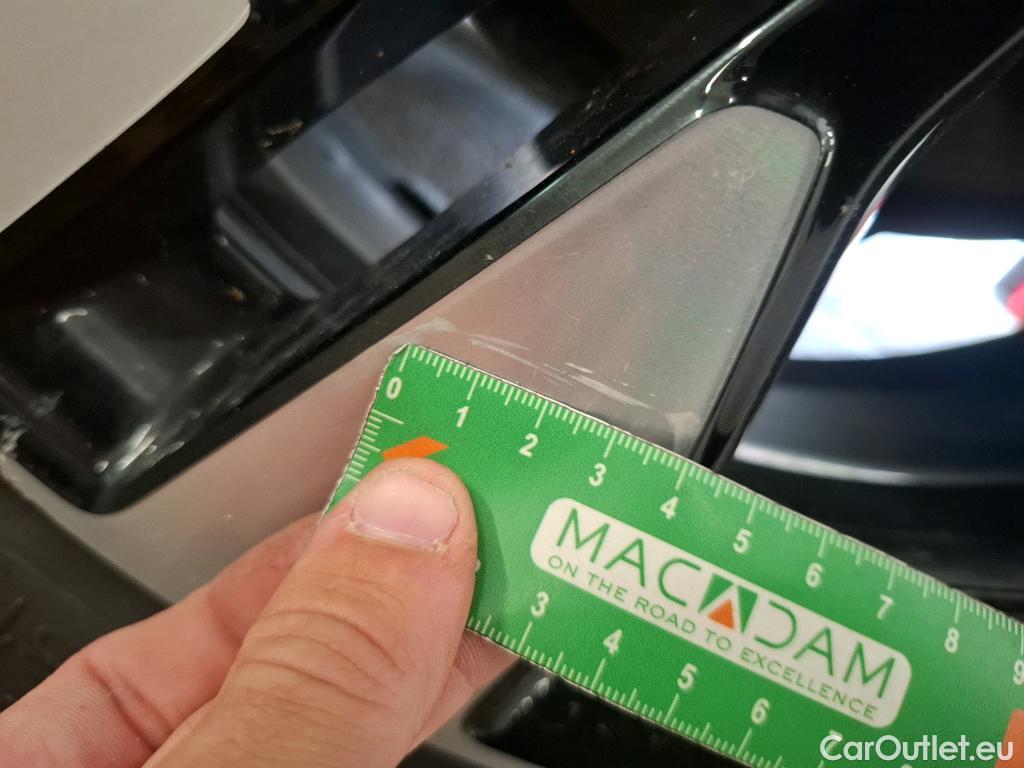 0 1 2 3 4 5 6 7 8 9
MACADAM
ON THE ROAD TO EXCELLENCE
3 4 5 6
CarOutlet.eu